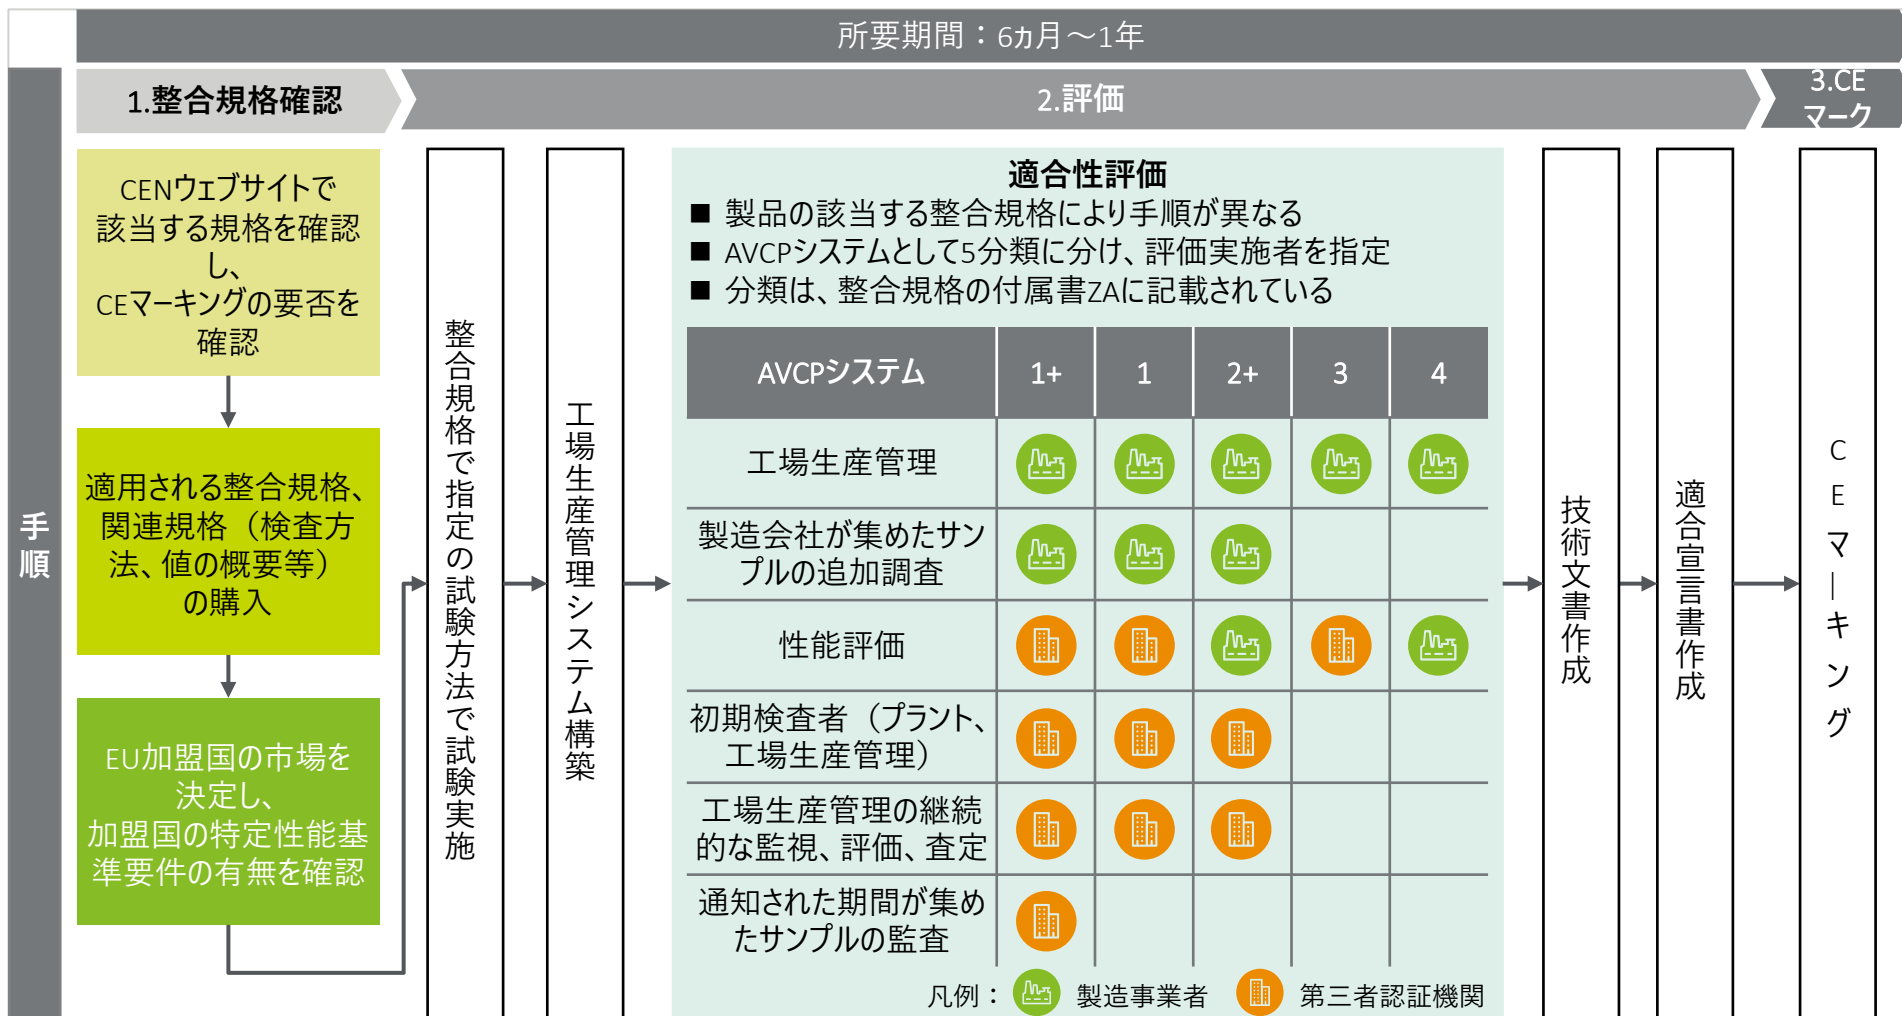 所要期間：6ヵ月～1年
手順
1.整合規格確認
2.評価
3.CE
マーク
CENウェブサイトで
該当する規格を確認
し、
CEマーキングの要否を
確認
適用される整合規格、
関連規格（検査方
法、値の概要等）
の購入
EU加盟国の市場を
決定し、
加盟国の特定性能基
準要件の有無を確認
整合規格で指定の試験方法で試験実施
工場生産管理システム構築
適合性評価
■ 製品の該当する整合規格により手順が異なる
■ AVCPシステムとして5分類に分け、評価実施者を指定
■ 分類は、整合規格の付属書ZAに記載されている
AVCPシステム 1+ 1 2+ 3 4
工場生産管理
製造会社が集めたサン
プルの追加調査
性能評価
初期検査者（プラント、
工場生産管理）
工場生産管理の継続
的な監視、評価、査定
通知された期間が集め
たサンプルの監査
凡例： 製造事業者 第三者認証機関
技術文書作成
適合宣言書作成
CEマーキング